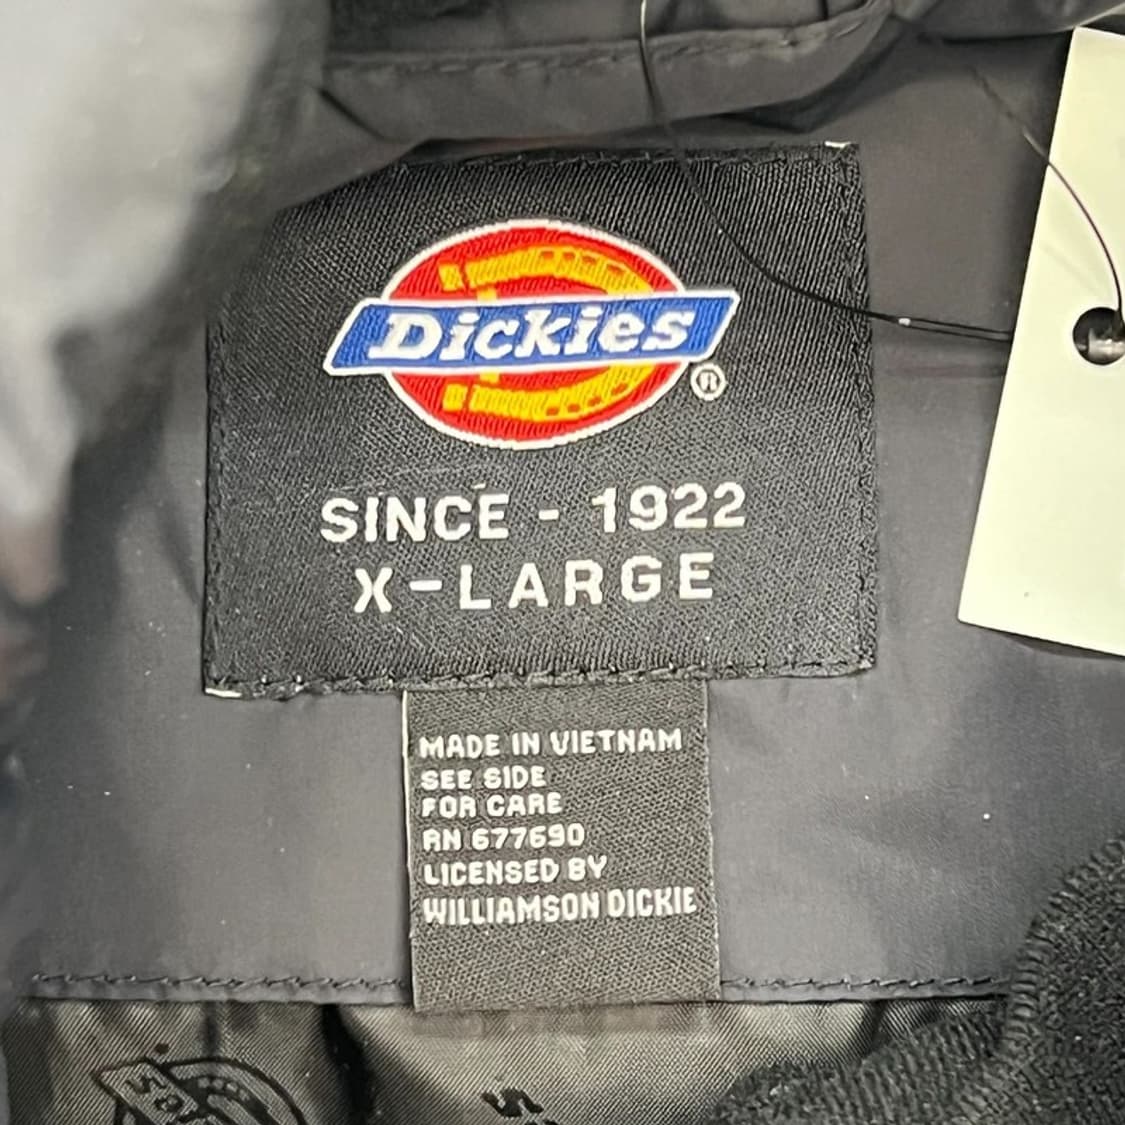 Dickies
®
SINCE - 1922
X-LARGE
MADE IN VIETNAM
SEE SIDE
FOR CARE
RN 677690
LICENSED BY
WILLIAMSON DICKIE